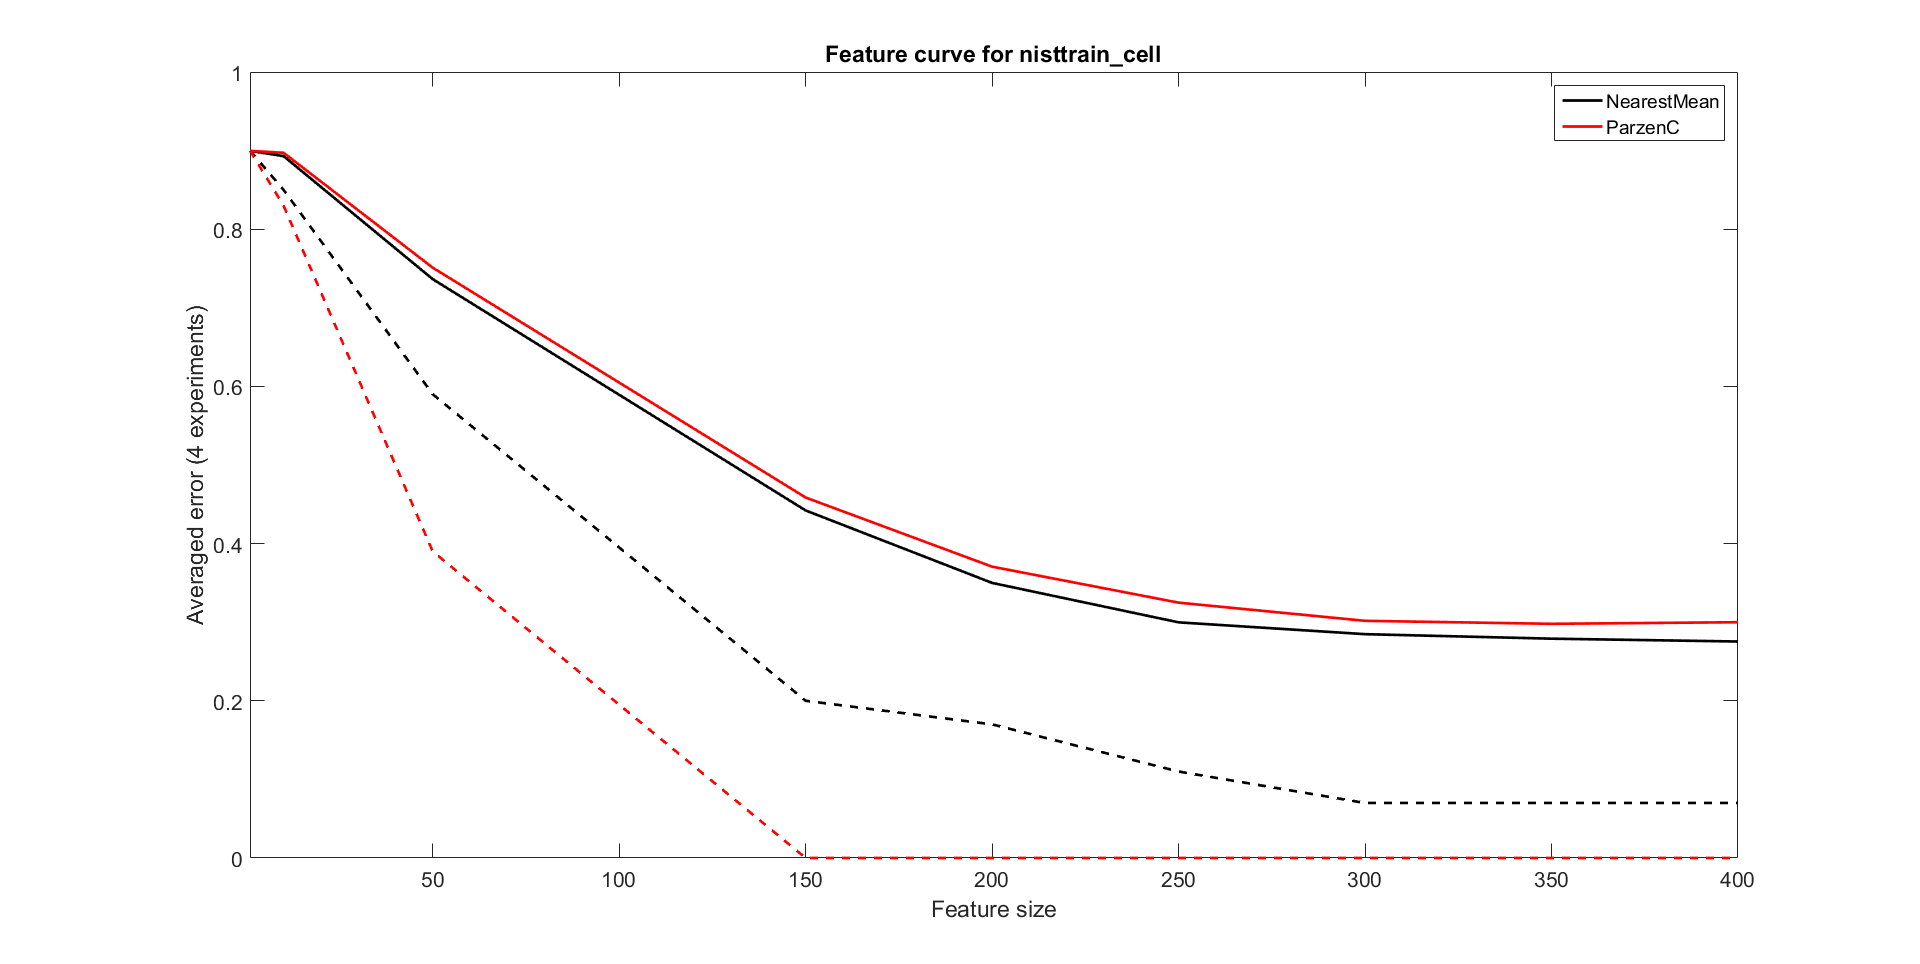 Feature curve for nisttrain_cell
NearestMean
ParzenC
Averaged error (4 experiments)
1
0.8
0.6
0.4
0.2
0
50 100 150 200 250 300 350 400
Feature size